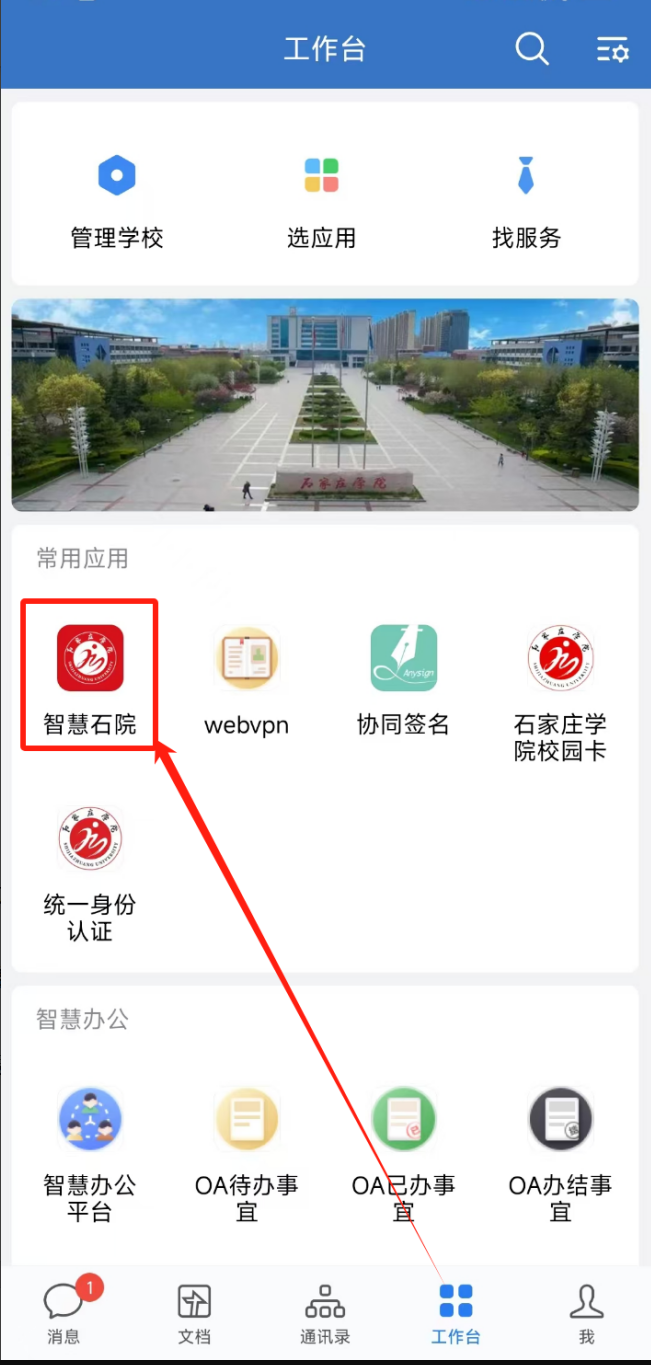 工作台
管理学校
选应用
找服务
石家庄学院
常用应用
智慧石院
webvpn
Anysign
协同签名
石家庄学
院校园卡
统一身份
认证
智慧办公
智慧办公
平台
OA待办事
宜
OA已办事
宜
OA办结事
宜
1
消息
文档
通讯录
工作台
我